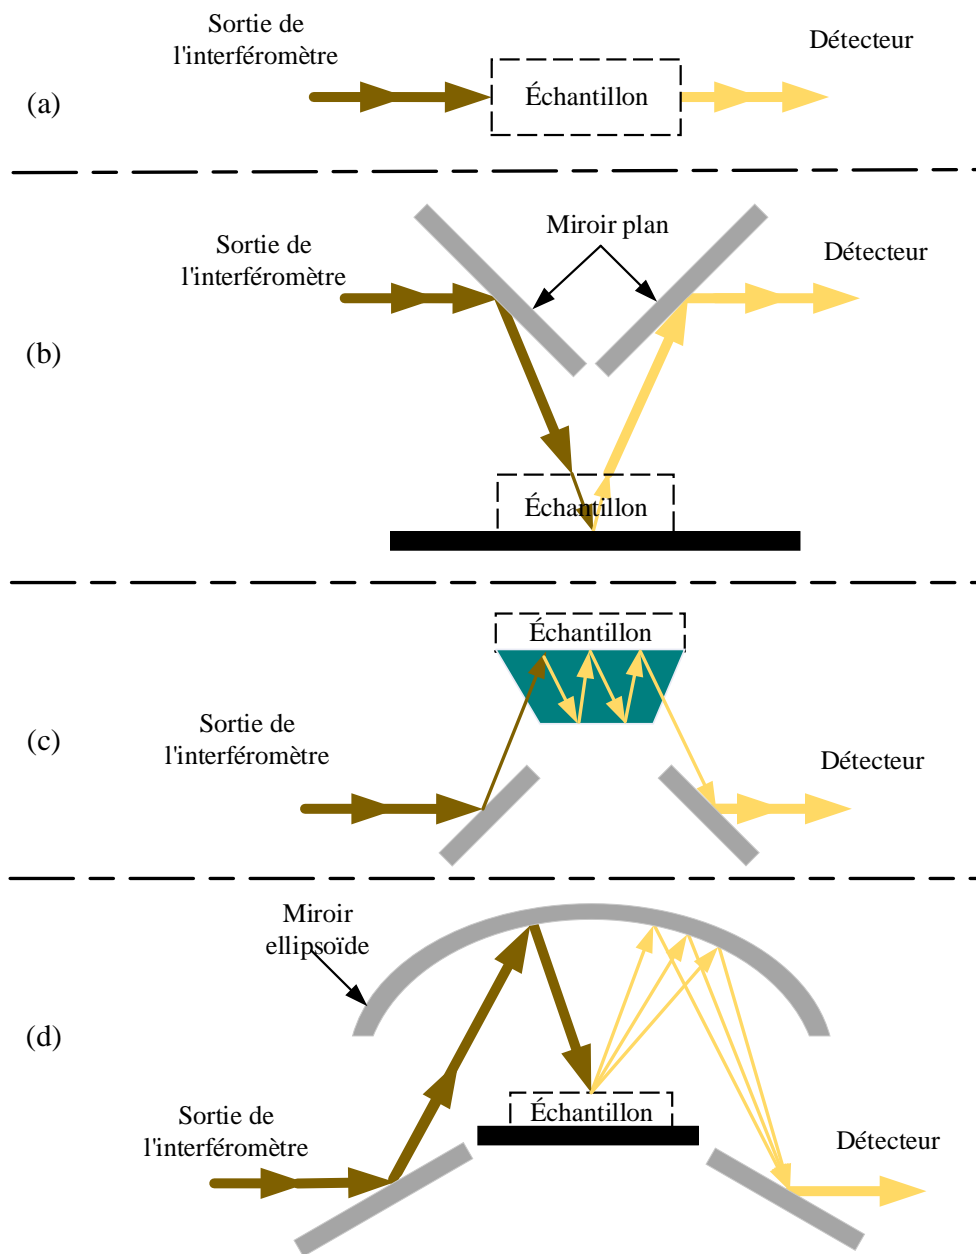 Sortie de
l'interféromètre
Détecteur
(a)
Échantillon
Miroir plan
Sortie de
l'interféromètre
Détecteur
(b)
Échantillon
Échantillon
Sortie de
l'interféromètre
(c)
Détecteur
Miroir
ellipsoïde
(d)
Échantillon
Sortie de
l'interféromètre
Détecteur